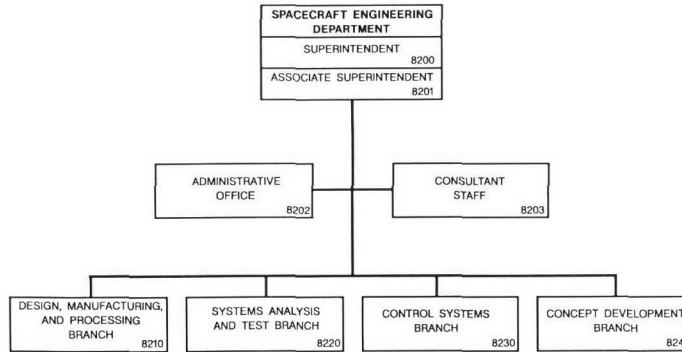 SPACECRAFT ENGINEERING
DEPARTMENT
SUPERINTENDENT
8200
ASSOCIATE SUPERINTENDENT
8201
ADMINISTRATIVE
OFFICE
8202
CONSULTANT
STAFF
8203
DESIGN, MANUFACTURING,
AND PROCESSING
BRANCH
8210
SYSTEMS ANALYSIS
AND TEST BRANCH
8220
CONTROL SYSTEMS
BRANCH
8230
CONCEPT DEVELOPMENT
BRANCH